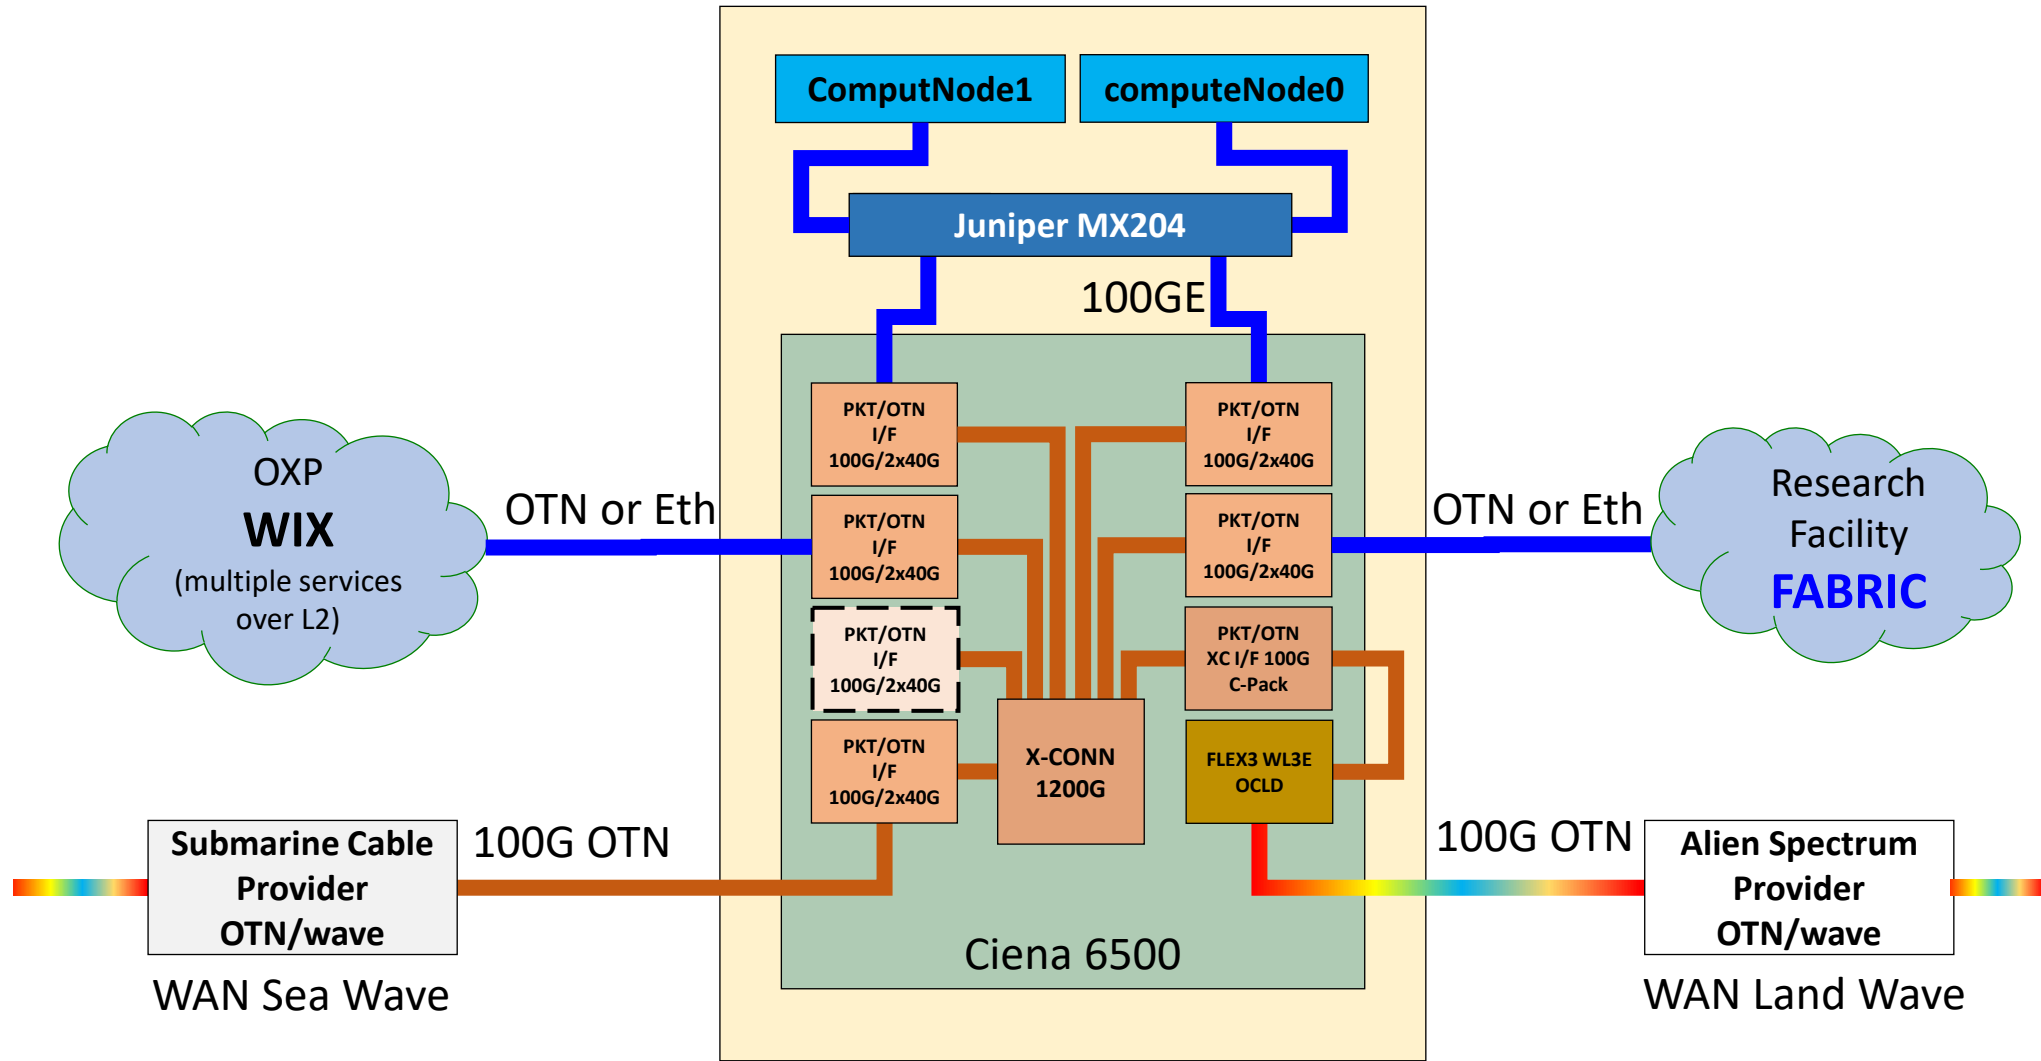 ComputNode1
computeNode0
Juniper MX204
100GE
PKT/OTN
I/F
100G/2x40G
PKT/OTN
I/F
100G/2x40G
OXP
WIX
(multiple services
over L2)
OTN or Eth
PKT/OTN
I/F
100G/2x40G
PKT/OTN
I/F
100G/2x40G
OTN or Eth
Research
Facility
FABRIC
PKT/OTN
I/F
100G/2x40G
PKT/OTN
XC I/F 100G
C-Pack
PKT/OTN
I/F
100G/2x40G
X-CONN
1200G
FLEX3 WL3E
OCLD
Submarine Cable
Provider
OTN/wave
100G OTN
100G OTN
Alien Spectrum
Provider
OTN/wave
Ciena 6500
WAN Sea Wave
WAN Land Wave